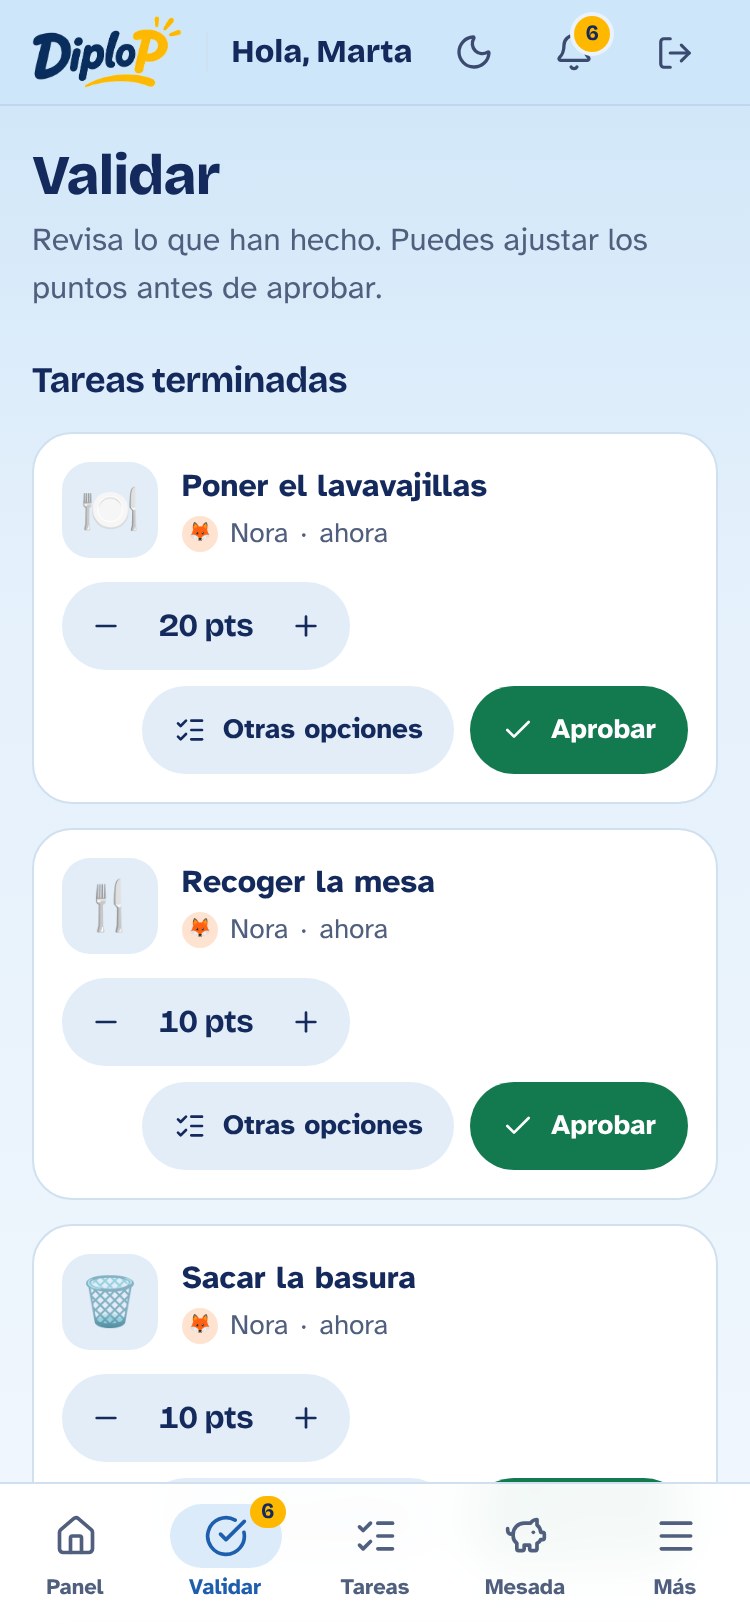 DiploP
Hola, Marta
6
Validar
Revisa lo que han hecho. Puedes ajustar los
puntos antes de aprobar.
Tareas terminadas
Poner el lavavajillas
Nora · ahora
− 20 pts +
Otras opciones
Aprobar
Recoger la mesa
Nora · ahora
− 10 pts +
Otras opciones
Aprobar
Sacar la basura
Nora · ahora
− 10 pts +
6
Panel
Validar
Tareas
Mesada
Más